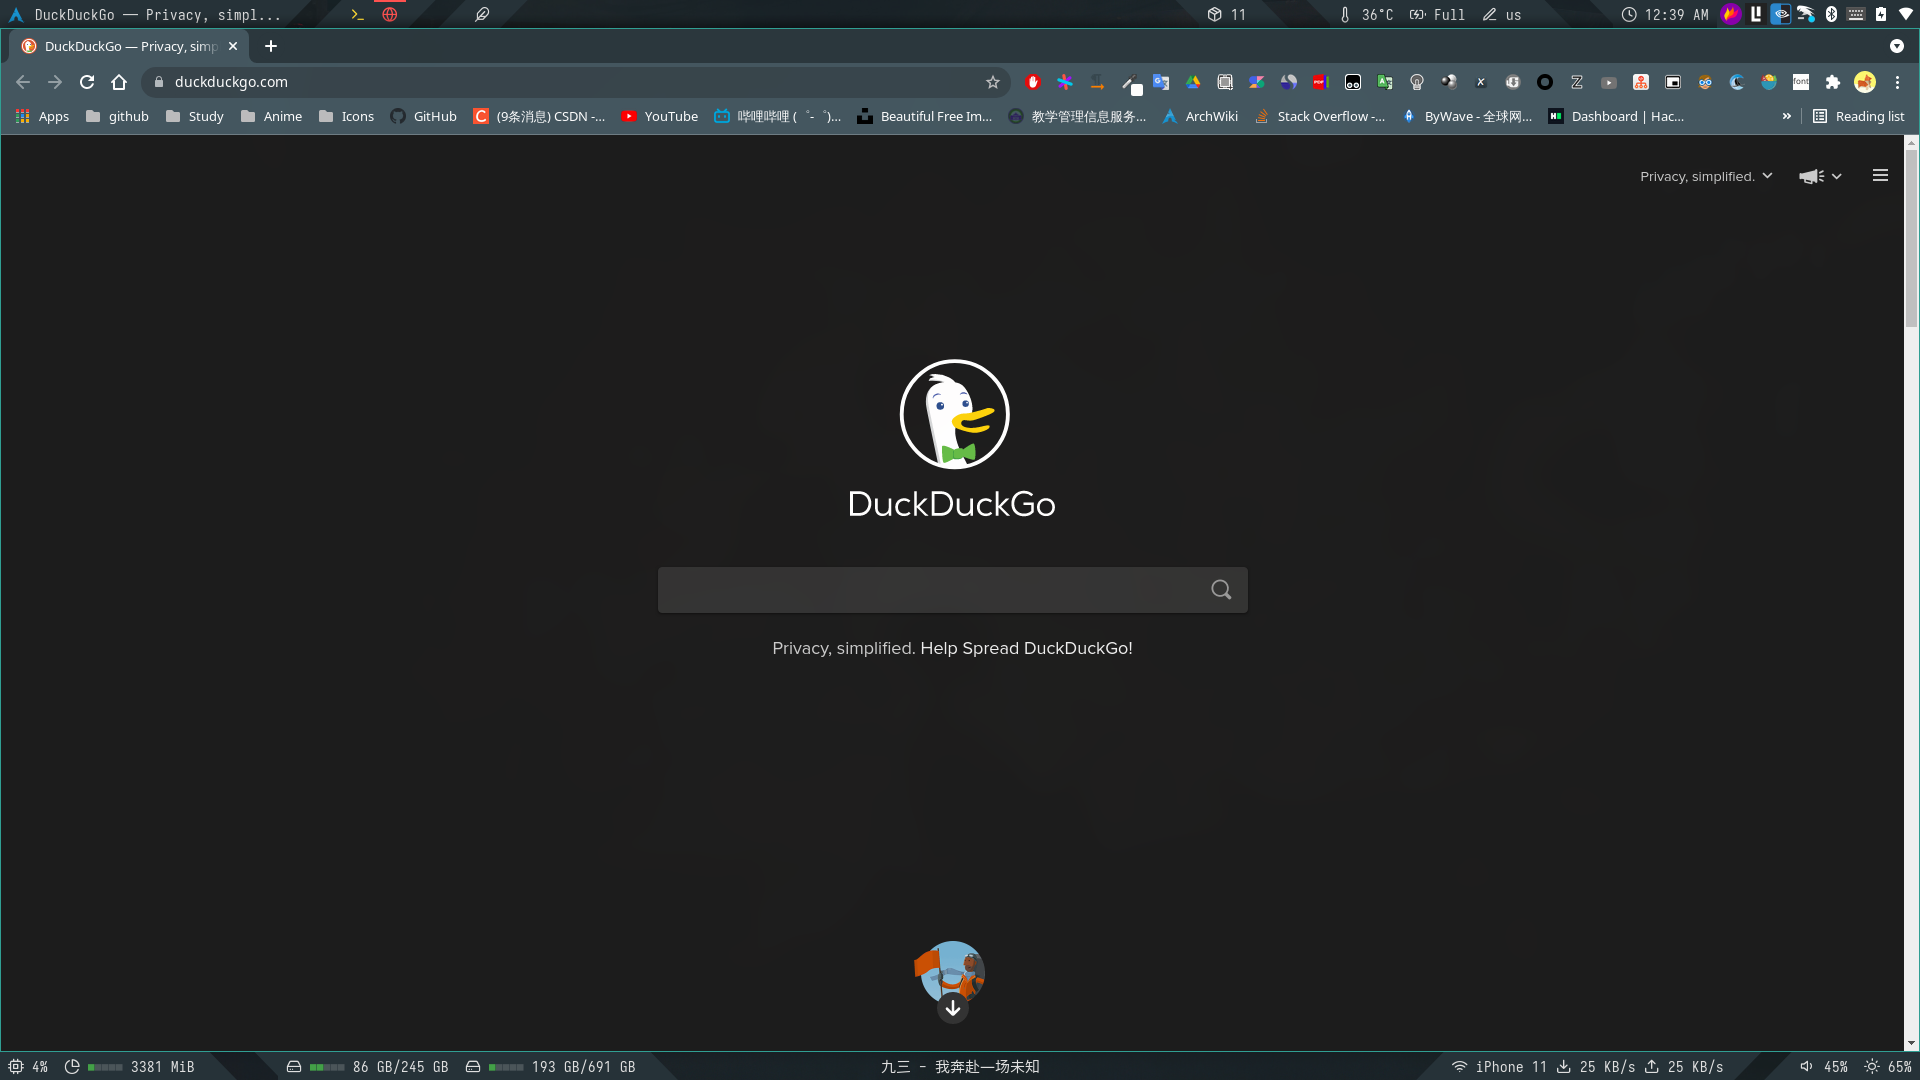 DuckDuckGo — Privacy, simpl...
11
36°C
Full
us
12:39 AM
DuckDuckGo — Privacy, simp
duckduckgo.com
Apps
github
Study
Anime
Icons
GitHub
(9条消息) CSDN -...
YouTube
哔哩哔哩 ( ゜- ゜)...
Beautiful Free Im...
教学管理信息服务...
ArchWiki
Stack Overflow -...
ByWave - 全球网...
Dashboard | Hac...
»
Reading list
Privacy, simplified.
DuckDuckGo
Privacy, simplified. Help Spread DuckDuckGo!
4%
3381 MiB
86 GB/245 GB
193 GB/691 GB
九三 - 我奔赴一场未知
iPhone 11
25 KB/s
25 KB/s
45%
65%